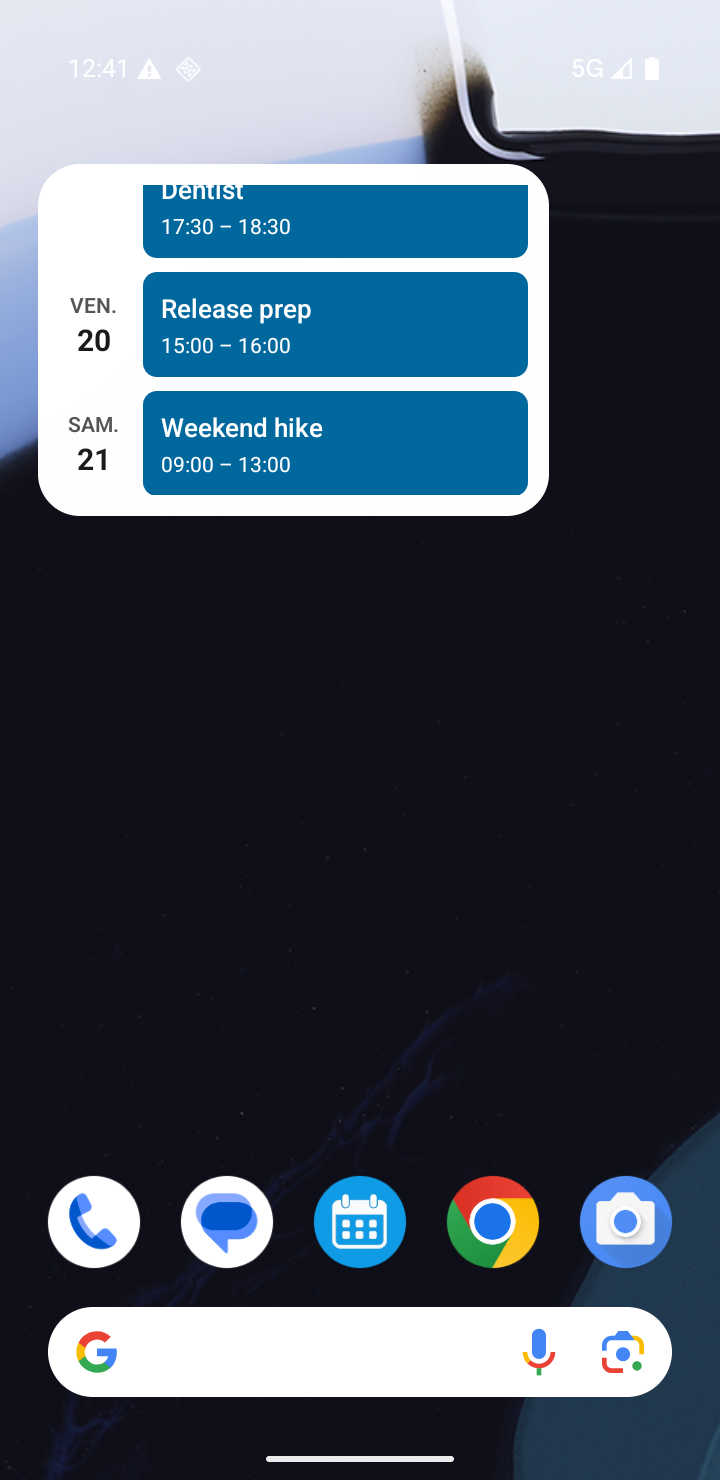 12:41
5G
Dentist
17:30 – 18:30
VEN.
20
Release prep
15:00 – 16:00
SAM.
21
Weekend hike
09:00 – 13:00